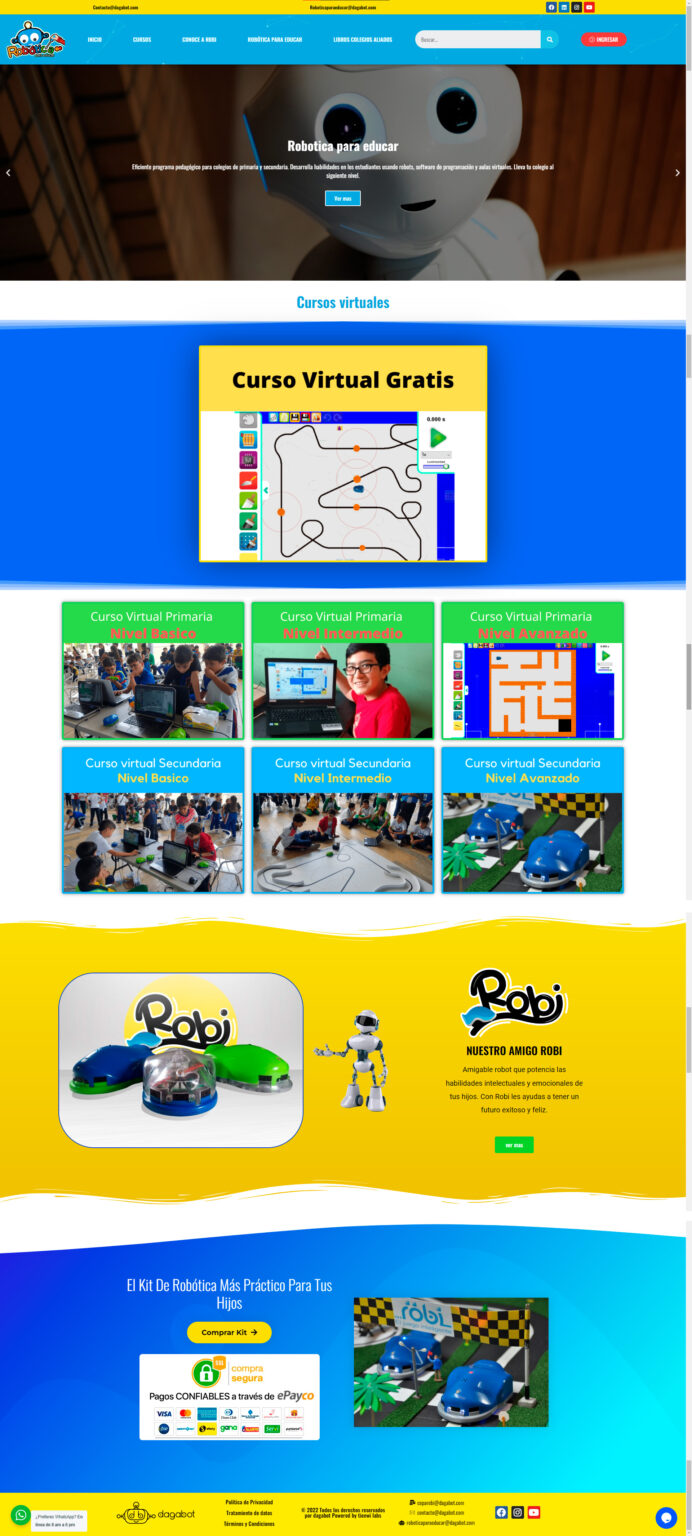 Contacto@dagabot.com
Roboticaparaeducar@dagabot.com
Robótica
INICIO
CURSOS
CONOCE A ROBI
ROBÓTICA PARA EDUCAR
LIBROS COLEGIOS ALIADOS
Buscar...
INGRESAR
Robotica para educar
Eficiente programa pedagógico para colegios de primaria y secundaria. Desarrolla habilidades en los estudiantes usando robots, software de programación y aulas virtuales. Lleva tu colegio al
siguiente nivel.
Ver mas
Cursos virtuales
Curso Virtual Gratis
0.000 s
1x
Luminosidad
Curso Virtual Primaria
Nivel Basico
Curso Virtual Primaria
Nivel Intermedio
Curso Virtual Primaria
Nivel Avanzado
Curso virtual Secundaria
Nivel Basico
Curso virtual Secundaria
Nivel Intermedio
Curso virtual Secundaria
Nivel Avanzado
robi
Robi
Robi
NUESTRO AMIGO ROBI
Amigable robot que potencia las
habilidades intelectuales y emocionales de
tus hijos. Con Robi les ayudas a tener un
futuro exitoso y feliz.
ver mas
El Kit De Robótica Más Práctico Para Tus
Hijos
Comprar Kit
robi
SSL
compra
segura
Pagos CONFIABLES a través de ePayco
VISA
gana
dagabot
Política de Privacidad
Tratamiento de datos
Términos y Condiciones
© 2022 Todos los derechos reservados
por dagabot Powered by tienwi labs
soporobi@dagabot.com
contacto@dagabot.com
roboticaparaeducar@dagabot.com
¿Prefieres WhatsApp? En
línea de 8 am a 6 pm